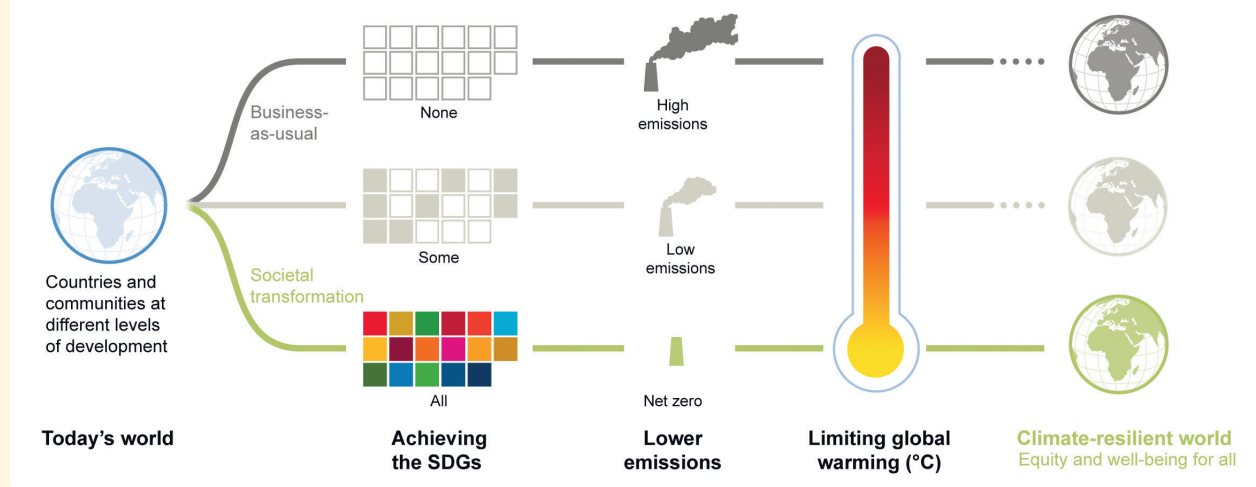 Business-
as-usual
None
High
emissions
Some
Low
emissions
Countries and
communities at
different levels
of development
Societal
transformation
All
Net zero
Today's world
Achieving
the SDGs
Lower
emissions
Limiting global
warming (°C)
Climate-resilient world
Equity and well-being for all